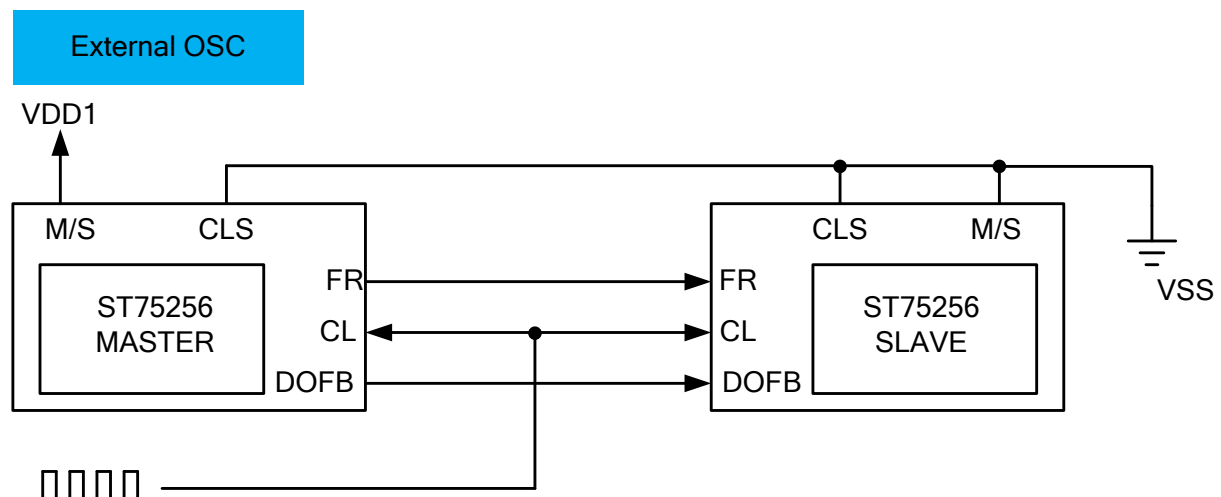 External OSC
VDD1
M/S
CLS
CLS
M/S
FR
FR
VSS
ST75256
MASTER
CL
CL
ST75256
SLAVE
DOFB
DOFB